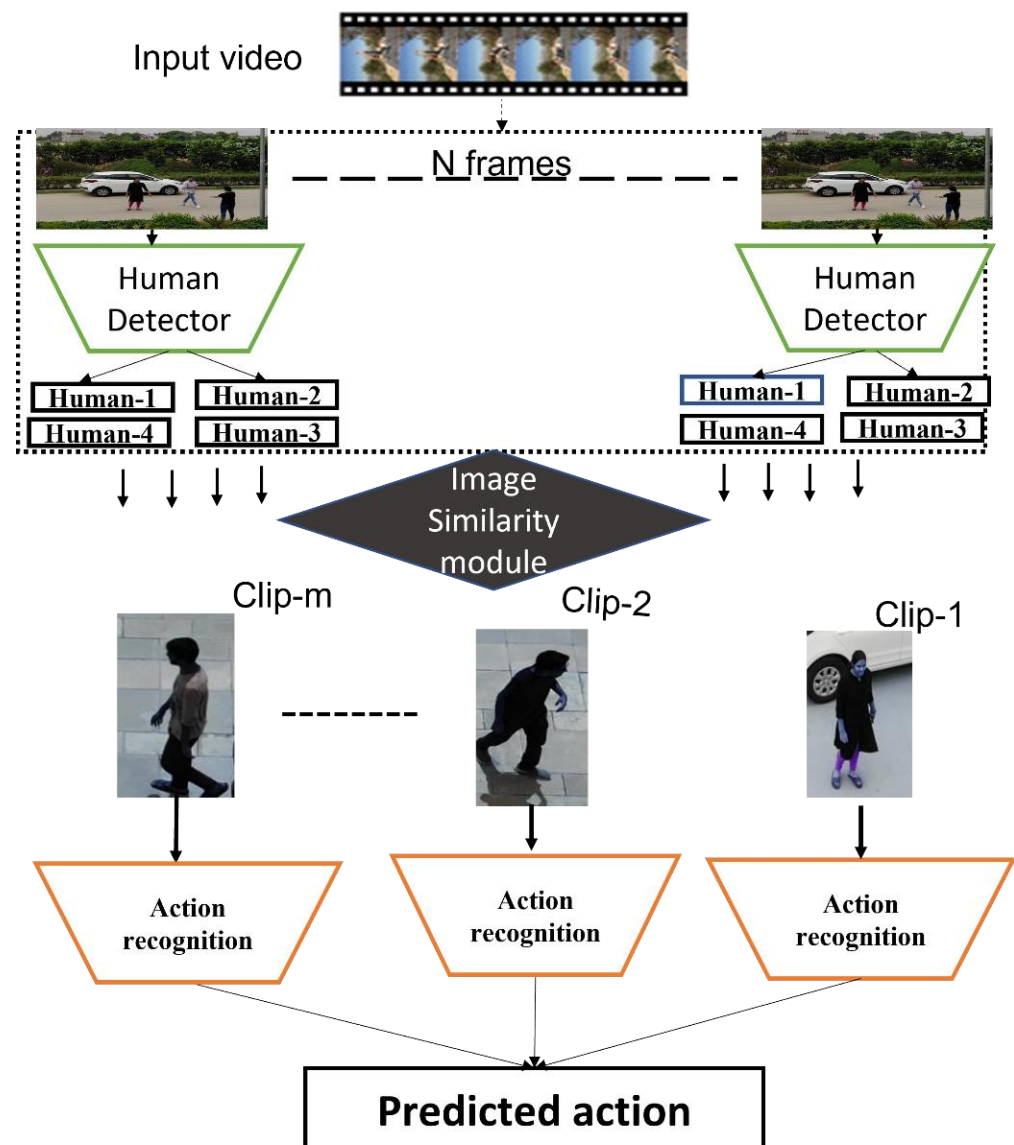 Input video
N frames
Human
Detector
Human
Detector
Human-1
Human-2
Human-4
Human-3
Human-1
Human-2
Human-4
Human-3
Image
Similarity
module
Clip-m
Clip-2
Clip-1
Action
recognition
Action
recognition
Action
recognition
Predicted action